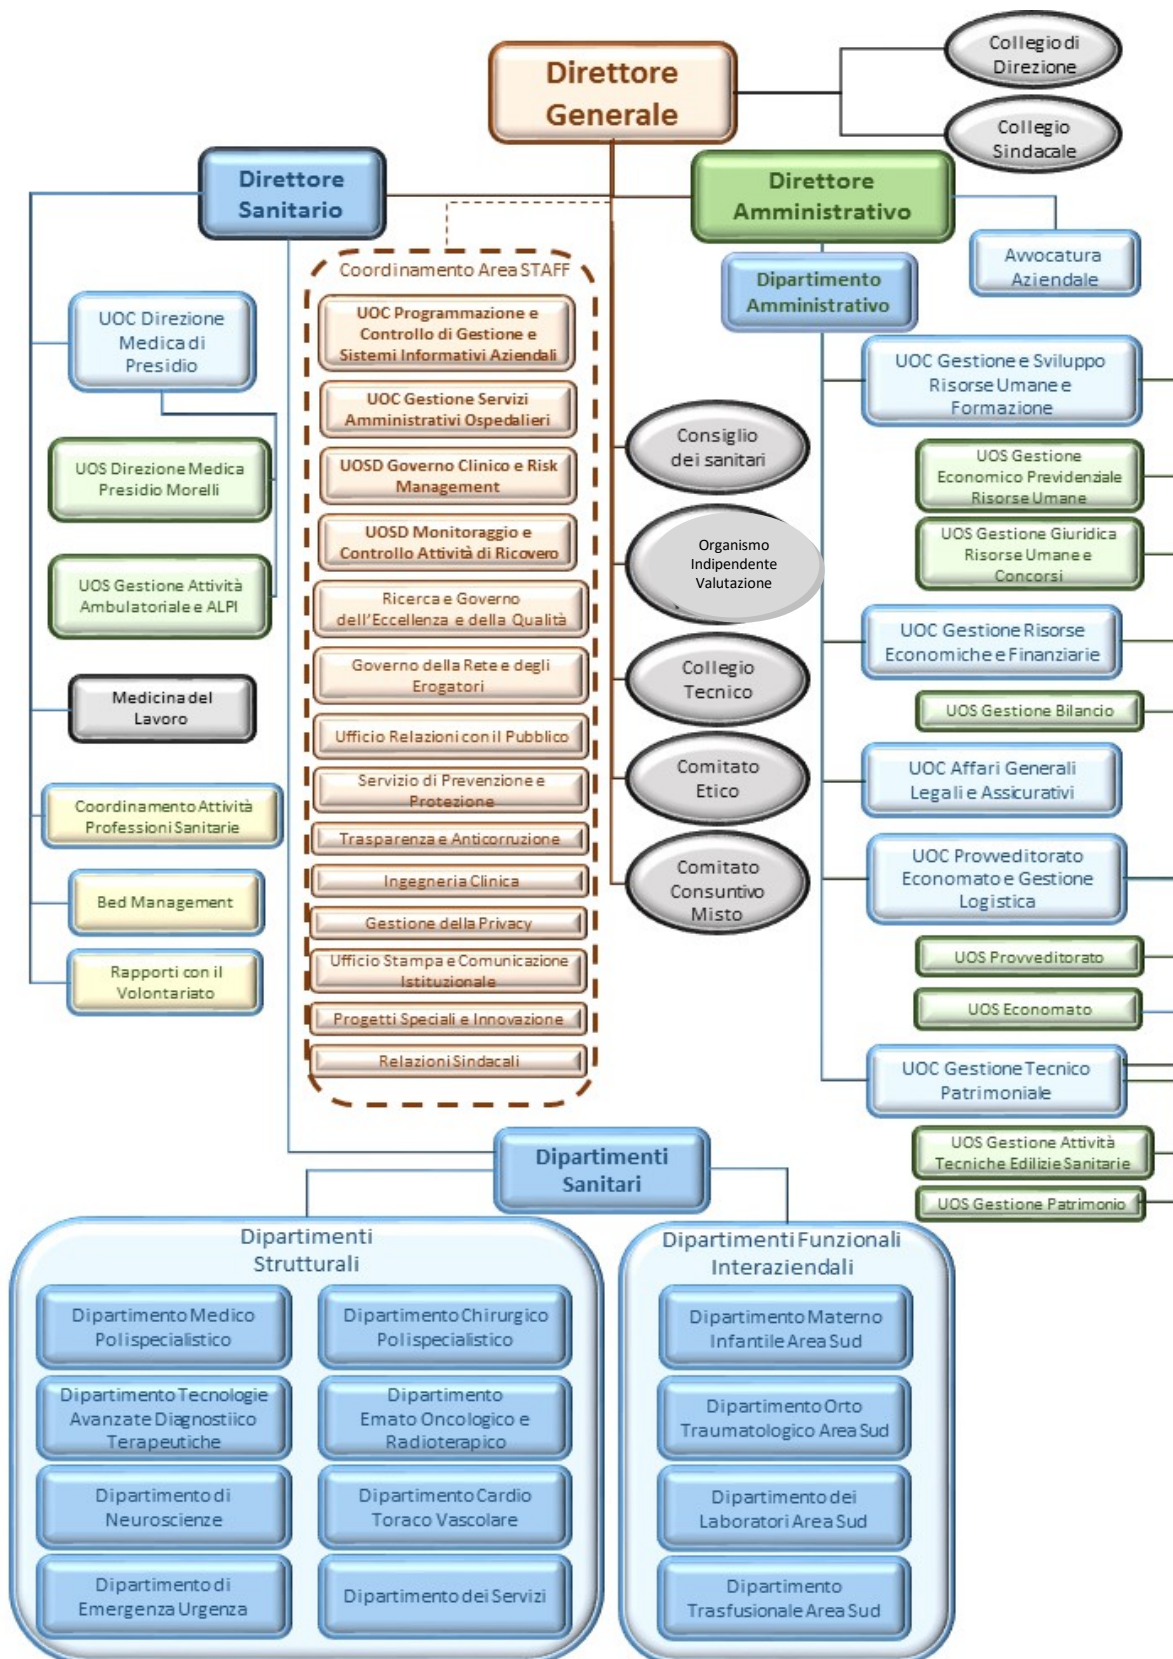 Direttore
Generale
Collegio di
Direzione
Collegio
Sindacale
Direttore
Sanitario
Direttore
Amministrativo
Avvocatura
Aziendale
Dipartimento
Amministrativo
UOC Direzione
Medica di
Presidio
UOS Direzione Medica
Presidio Morelli
UOS Gestione Attività
Ambulatoriale e ALPI
Medicina del
Lavoro
Coordinamento Attività
Professioni Sanitarie
Bed Management
Rapporti con il
Volontariato
Coordinamento Area STAFF
UOC Programmazione e
Controllo di Gestione e
Sistemi Informativi Aziendali
UOC Gestione Servizi
Amministrativi Ospedalieri
UOSD Governo Clinico e Risk
Management
UOSD Monitoraggio e
Controllo Attività di Ricovero
Ricerca e Governo
dell'Eccellenza e della Qualità
Governo della Rete e degli
Erogatori
Ufficio Relazioni con il Pubblico
Servizio di Prevenzione e
Protezione
Trasparenza e Anticorruzione
Ingegneria Clinica
Gestione della Privacy
Ufficio Stampa e Comunicazione
Istituzionale
Progetti Speciali e Innovazione
Relazioni Sindacali
Consiglio
dei sanitari
Organismo
Indipendente
Valutazione
Collegio
Tecnico
Comitato
Etico
Comitato
Consuntivo
Misto
UOC Gestione e Sviluppo
Risorse Umane e
Formazione
UOS Gestione
Economico Previdenziale
Risorse Umane
UOS Gestione Giuridica
Risorse Umane e
Concorsi
UOC Gestione Risorse
Economiche e Finanziarie
UOS Gestione Bilancio
UOC Affari Generali
Legali e Assicurativi
UOC Provveditorato
Economato e Gestione
Logistica
UOS Provveditorato
UOS Economato
UOC Gestione Tecnico
Patrimoniale
UOS Gestione Attività
Tecniche Edilizie Sanitarie
UOS Gestione Patrimonio
Dipartimenti
Sanitari
Dipartimenti
Strutturali
Dipartimento Medico
Polispecialistico
Dipartimento Chirurgico
Polispecialistico
Dipartimento Tecnologie
Avanzate Diagnostiico
Terapeutiche
Dipartimento
Emato Oncologico e
Radioterapico
Dipartimento di
Neuroscienze
Dipartimento Cardio
Toraco Vascolare
Dipartimento di
Emergenza Urgenza
Dipartimento dei Servizi
Dipartimenti Funzionali
Interaziendali
Dipartimento Materno
Infantile Area Sud
Dipartimento Orto
Traumatologico Area Sud
Dipartimento dei
Laboratori Area Sud
Dipartimento
Trasfusionale Area Sud